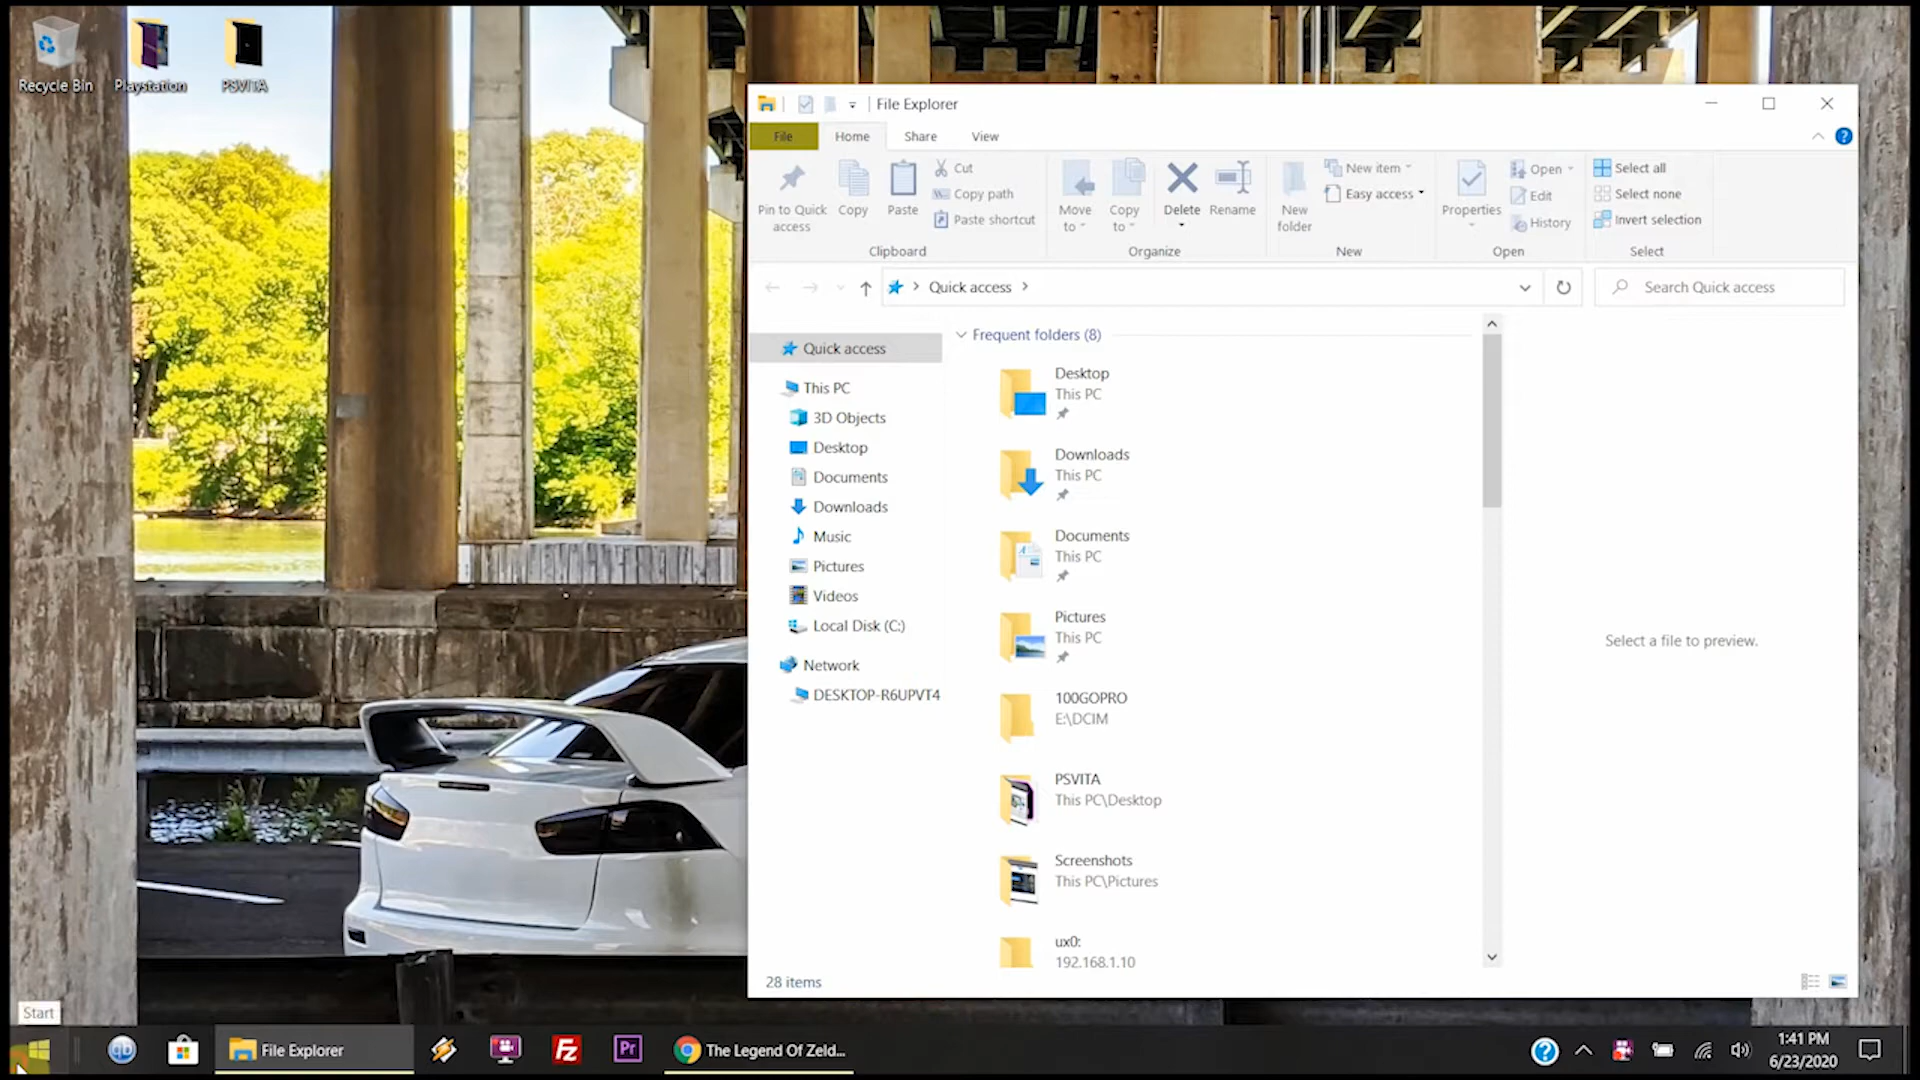 Recycle Bin
Playstation
PSVITA
File Explorer
File
Home
Share
View
Pin to Quick
access
Copy
Paste
Cut
Copy path
Paste shortcut
Clipboard
Move
to
Copy
to
Delete
Rename
Organize
New
folder
New item
Easy access
New
Properties
Open
Edit
History
Open
Select all
Select none
Invert selection
Select
Quick access
Search Quick access
Quick access
This PC
3D Objects
Desktop
Documents
Downloads
Music
Pictures
Videos
Local Disk (C:)
Network
DESKTOP-R6UPVT4
Frequent folders (8)
Desktop
This PC
Downloads
This PC
Documents
This PC
Pictures
This PC
100GOPRO
E:\DCIM
PSVITA
This PC\Desktop
Screenshots
This PC\Pictures
ux0:
192.168.1.10
Select a file to preview.
28 items
Start
File Explorer
Fz
Pr
The Legend Of Zeld...
1:41 PM
6/23/2020